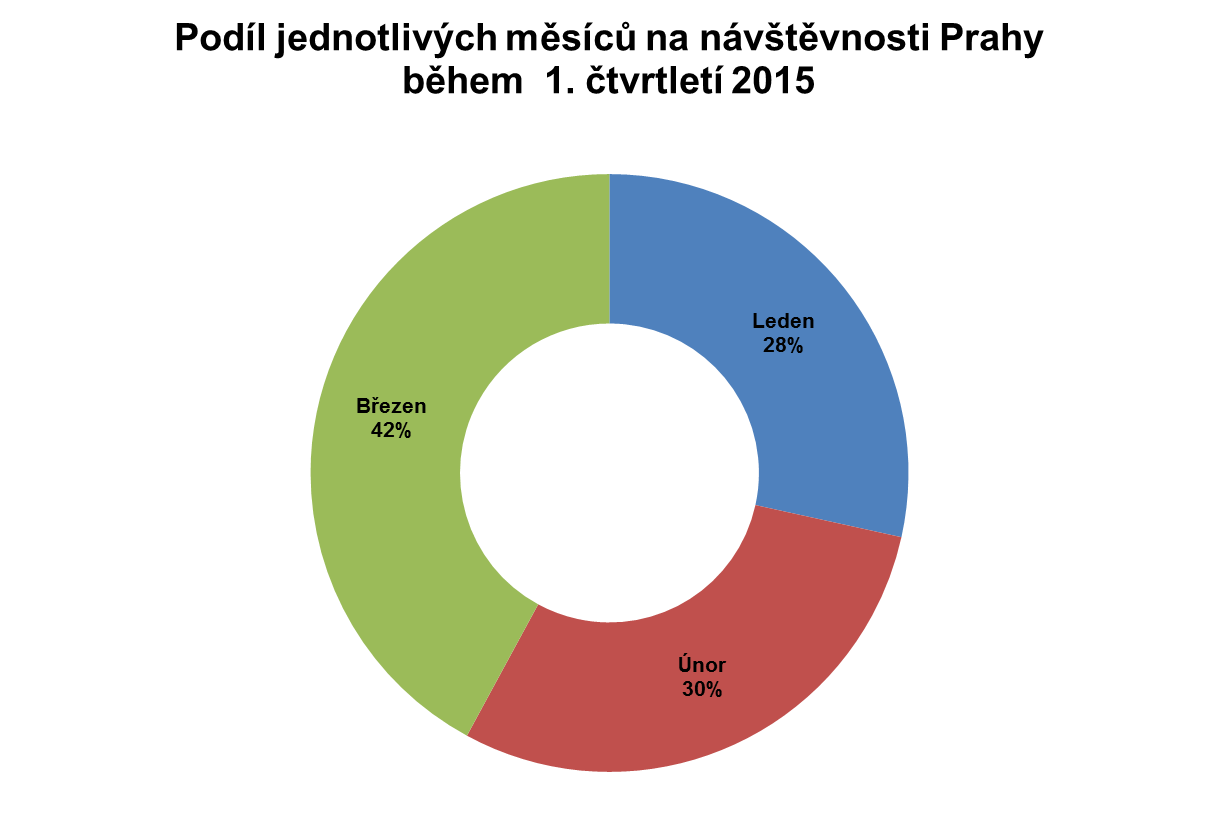 Podíl jednotlivých měsíců na návštěvnosti Prahy
během 1. čtvrtletí 2015
Leden
28%
Březen
42%
Únor
30%